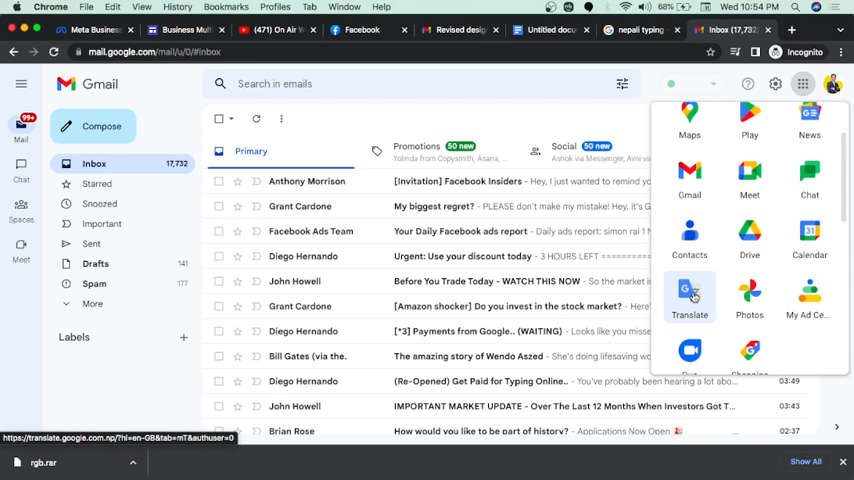 Chrome File Edit View History Bookmarks Profiles Tab Window Help 68% Wed 26 Oct 10:54 PM
Meta Business
Business Mult
(471) On Air W
Facebook
Revised desig
Untitled docu
nepali typing -
Inbox (17,732
mail.google.com/mail/u/0/#inbox
Incognito
Gmail
Search in emails
99+
Compose
Mail
Primary
Promotions 50 new
Yolinda from Copysmith, Asana, ...
Social 50 new
Ashok via Messenger, Avni vi
Inbox 17,732
Starred
Chat
Snoozed
Spaces
Important
Meet
Sent
Drafts 141
Spam 177
More
Labels
Anthony Morrison [Invitation] Facebook Insiders - Hey, I just wanted to remind yo
Grant Cardone My biggest regret? - PLEASE don't make my mistake! Hey, it's G
Facebook Ads Team Your Daily Facebook ads report - Daily ads report: simon rai 1 N
Diego Hernando Urgent: Use your discount today - 3 HOURS LEFT ==========
John Howell Before You Trade Today - WATCH THIS NOW - So the market is
Grant Cardone [Amazon shocker] Do you invest in the stock market? - Here'
Diego Hernando [*3] Payments from Google.. (WAITING) - Looks like you misse
Bill Gates (via the. The amazing story of Wendo Aszed - She's doing lifesaving wor
Diego Hernando (Re-Opened) Get Paid for Typing Online.. - You've probably been hearing a lot abo... 03:49
John Howell IMPORTANT MARKET UPDATE - Over The Last 12 Months When Investors Got T... 03:43
Brian Rose How would you like to be part of history? - Applications Now Open 🎉 02:37
Maps Play News
Gmail Meet Chat
Contacts Drive Calendar
Translate Photos My Ad Ce...
Duo Shopping
https://translate.google.com.np/?hl=en-GB&tab=mT&authuser=0
rgb.rar
Show All